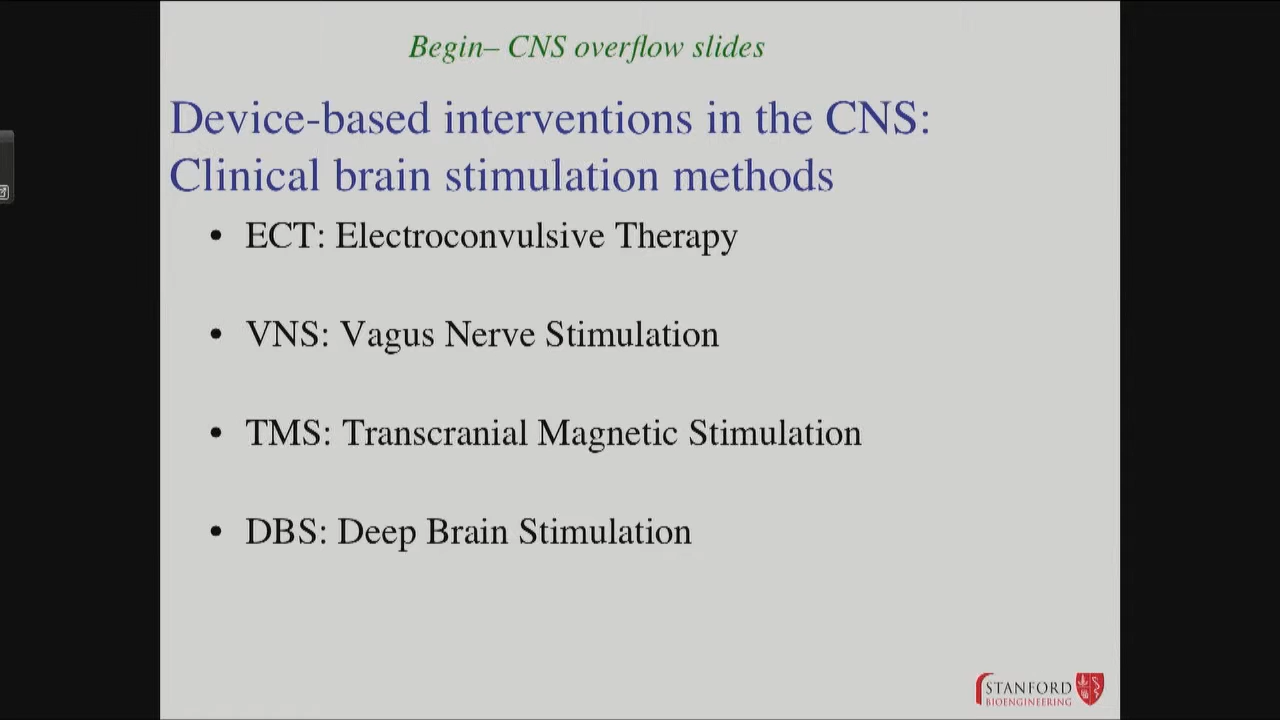 Begin– CNS overflow slides
Device-based interventions in the CNS:
Clinical brain stimulation methods
• ECT: Electroconvulsive Therapy
• VNS: Vagus Nerve Stimulation
• TMS: Transcranial Magnetic Stimulation
• DBS: Deep Brain Stimulation
STANFORD
BIOENGINEERING